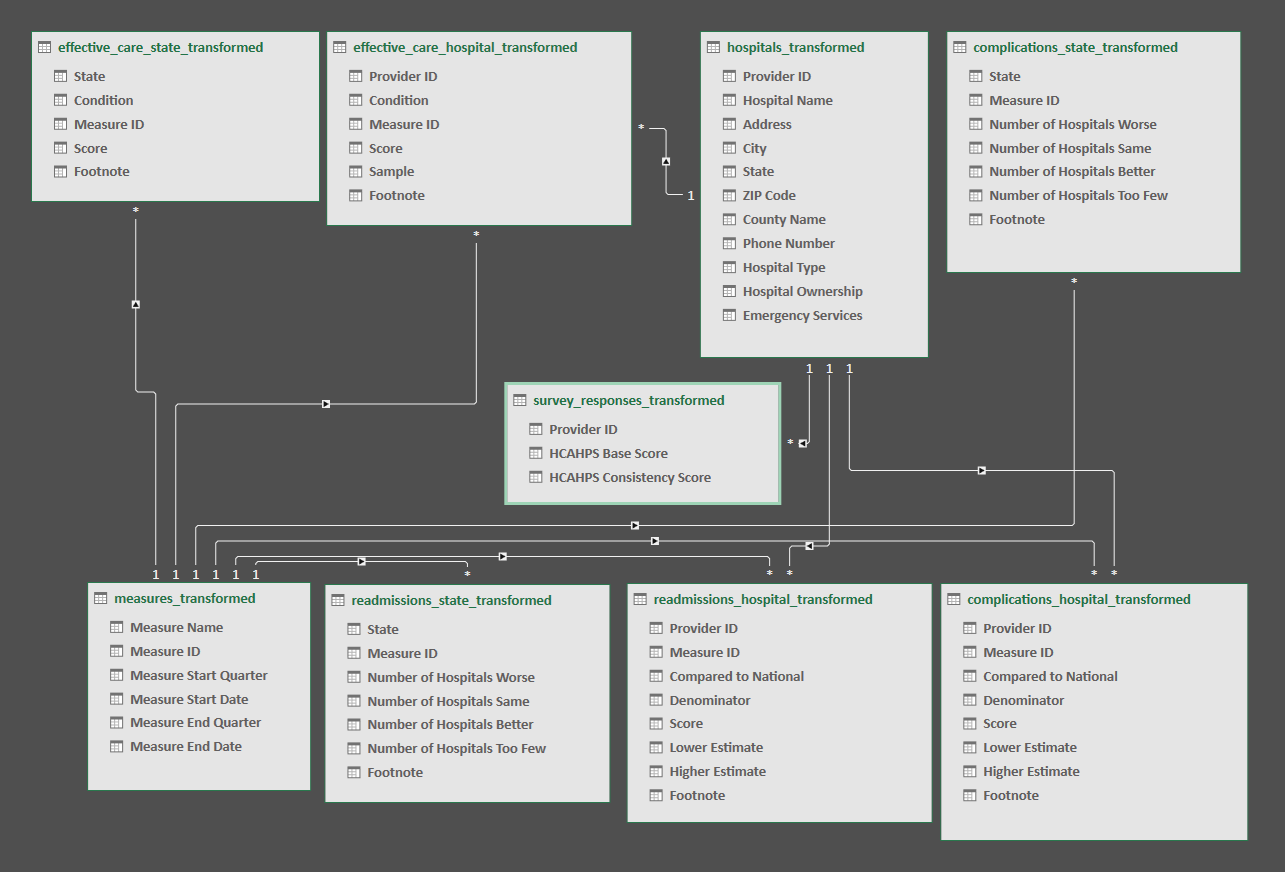 effective_care_state_transformed
State
Condition
Measure ID
Score
Footnote
*
effective_care_hospital_transformed
Provider ID
Condition
Measure ID
Score
Sample
Footnote
*
*
1
hospitals_transformed
Provider ID
Hospital Name
Address
City
State
ZIP Code
County Name
Phone Number
Hospital Type
Hospital Ownership
Emergency Services
1 1 1
complications_state_transformed
State
Measure ID
Number of Hospitals Worse
Number of Hospitals Same
Number of Hospitals Better
Number of Hospitals Too Few
Footnote
*
survey_responses_transformed
Provider ID
HCAHPS Base Score
HCAHPS Consistency Score
*
1 1 1 1 1 1
measures_transformed
Measure Name
Measure ID
Measure Start Quarter
Measure Start Date
Measure End Quarter
Measure End Date
*
readmissions_state_transformed
State
Measure ID
Number of Hospitals Worse
Number of Hospitals Same
Number of Hospitals Better
Number of Hospitals Too Few
Footnote
* *
readmissions_hospital_transformed
Provider ID
Measure ID
Compared to National
Denominator
Score
Lower Estimate
Higher Estimate
Footnote
* *
complications_hospital_transformed
Provider ID
Measure ID
Compared to National
Denominator
Score
Lower Estimate
Higher Estimate
Footnote